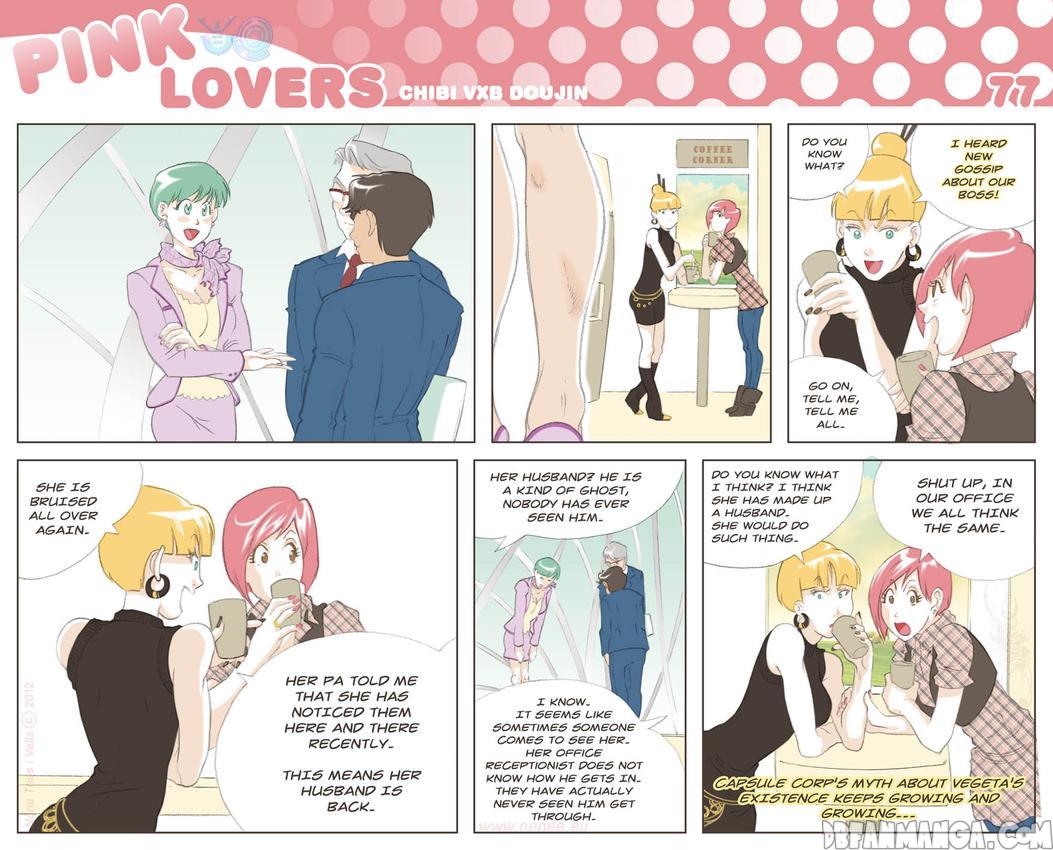 PINK
LOVERS
CHIBI VXB DOUJIN
77
COFFEE
CORNER
DO YOU
KNOW
WHAT?
I HEARD
NEW
GOSSIP
ABOUT OUR
BOSS!
GO ON,
TELL ME,
TELL ME
ALL.
SHE IS
BRUISED
ALL OVER
AGAIN.
HER PA TOLD ME
THAT SHE HAS
NOTICED THEM
HERE AND THERE
RECENTLY.
THIS MEANS HER
HUSBAND IS
BACK.
HER HUSBAND? HE IS
A KIND OF GHOST,
NOBODY HAS EVER
SEEN HIM.
I KNOW.
IT SEEMS LIKE
SOMETIMES SOMEONE
COMES TO SEE HER.
HER OFFICE
RECEPTIONIST DOES NOT
KNOW HOW HE GETS IN.
THEY HAVE ACTUALLY
NEVER SEEN HIM GET
THROUGH.
www.nenee.eu
DO YOU KNOW WHAT
I THINK? I THINK
SHE HAS MADE UP
A HUSBAND.
SHE WOULD DO
SUCH THING.
SHUT UP, IN
OUR OFFICE
WE ALL THINK
THE SAME.
CAPSULE CORP'S MYTH ABOUT VEGETA'S
EXISTENCE KEEPS GROWING AND
GROWING...
Trias i Valls © 2012
DBFANMANGA.COM